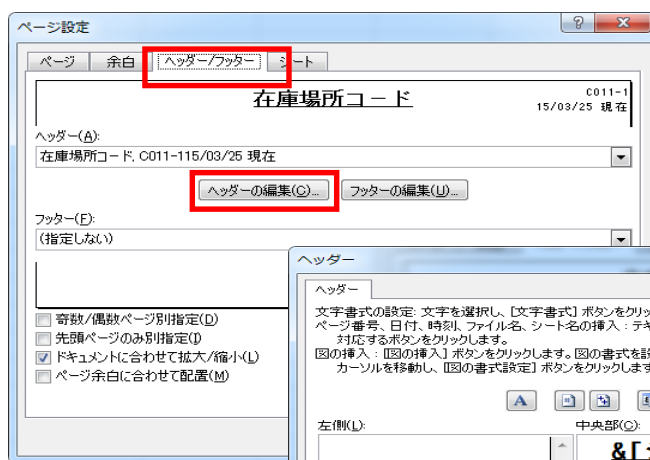 ページ設定
ページ 余白 ヘッダー/フッター シート
在庫場所コード
C011-1
15/03/25 現在
ヘッダー(A):
在庫場所コード, C011-115/03/25 現在
ヘッダーの編集(C)... フッターの編集(U)...
フッター(F):
(指定しない)
奇数/偶数ページ別指定(D)
先頭ページのみ別指定(I)
ドキュメントに合わせて拡大/縮小(L)
ページ余白に合わせて配置(M)
ヘッダー
ヘッダー
文字書式の設定: 文字を選択し、[文字書式] ボタンをクリッ
ページ番号、日付、時刻、ファイル名、シート名の挿入 : テキ
対応するボタンをクリックします。
図の挿入 : [図の挿入] ボタンをクリックします。図の書式を設
カーソルを移動し、[図の書式設定] ボタンをクリックします
A
左側(L): 中央部(C):
&[